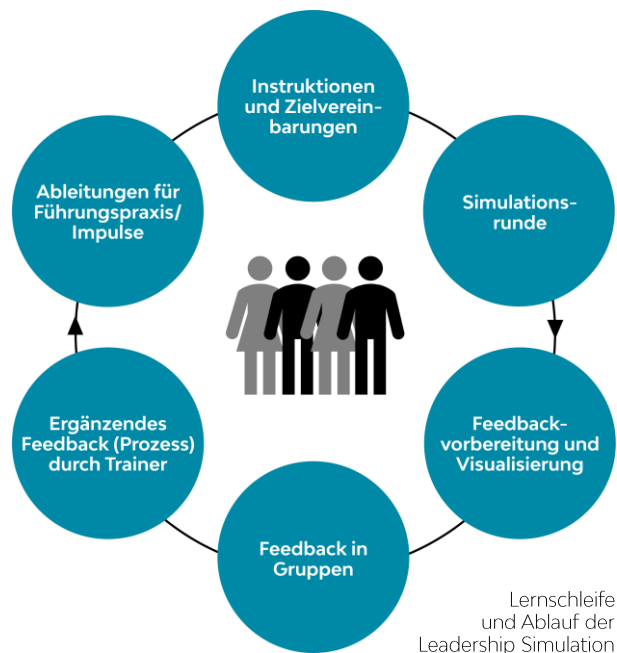 Instruktionen
und Zielverein-
barungen
Simulations-
runde
Feedback-
vorbereitung und
Visualisierung
Feedback in
Gruppen
Ergänzendes
Feedback (Prozess)
durch Trainer
Ableitungen für
Führungspraxis/
Impulse
Lernschleife
und Ablauf der
Leadership Simulation